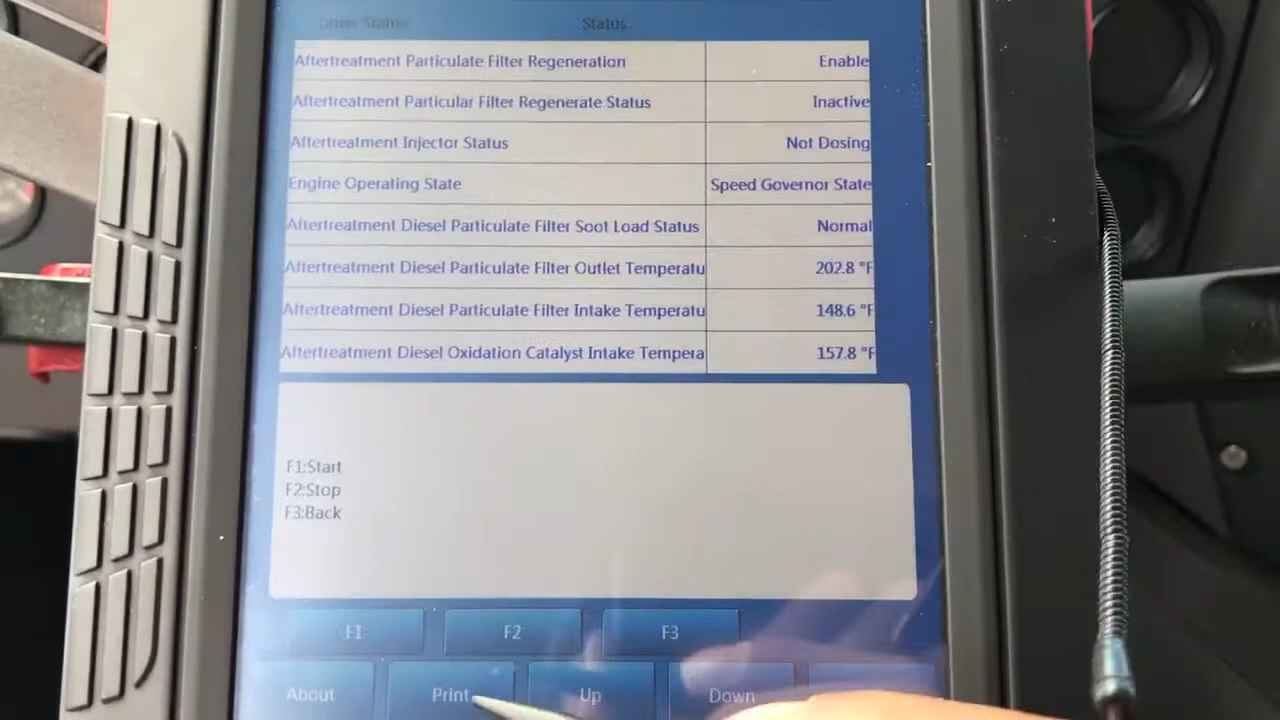 Status
Aftertreatment Particulate Filter Regeneration Enable
Aftertreatment Particular Filter Regenerate Status Inactive
Aftertreatment Injector Status Not Dosing
Engine Operating State Speed Governor State
Aftertreatment Diesel Particulate Filter Soot Load Status Normal
Aftertreatment Diesel Particulate Filter Outlet Temperatu 202.8 °F
Aftertreatment Diesel Particulate Filter Intake Temperatu 148.6 °F
Aftertreatment Diesel Oxidation Catalyst Intake Tempera 157.8 °F
F1:Start
F2:Stop
F3:Back
F1 F2 F3
About Print Up Down